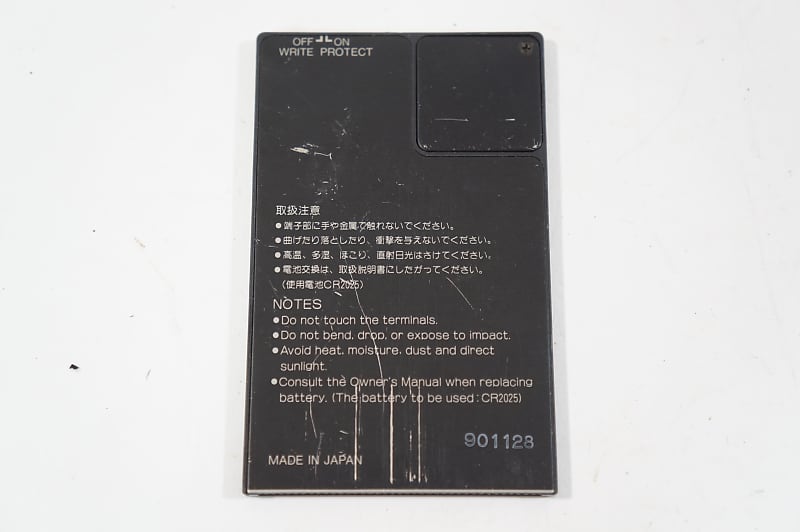 OFF ON
WRITE PROTECT
取扱注意
●端子部に手や金属で触れないでください。
●曲げたり落としたり、衝撃を与えないでください。
●高温、多湿、ほこり、直射日光はさけてください。
●電池交換は、取扱説明書にしたがってください。
(使用電池CR2025)
NOTES
●Do not touch the terminals.
●Do not bend, drop, or expose to impact.
●Avoid heat, moisture, dust and direct
sunlight.
●Consult the Owner's Manual when replacing
battery. (The battery to be used : CR2025)
901128
MADE IN JAPAN